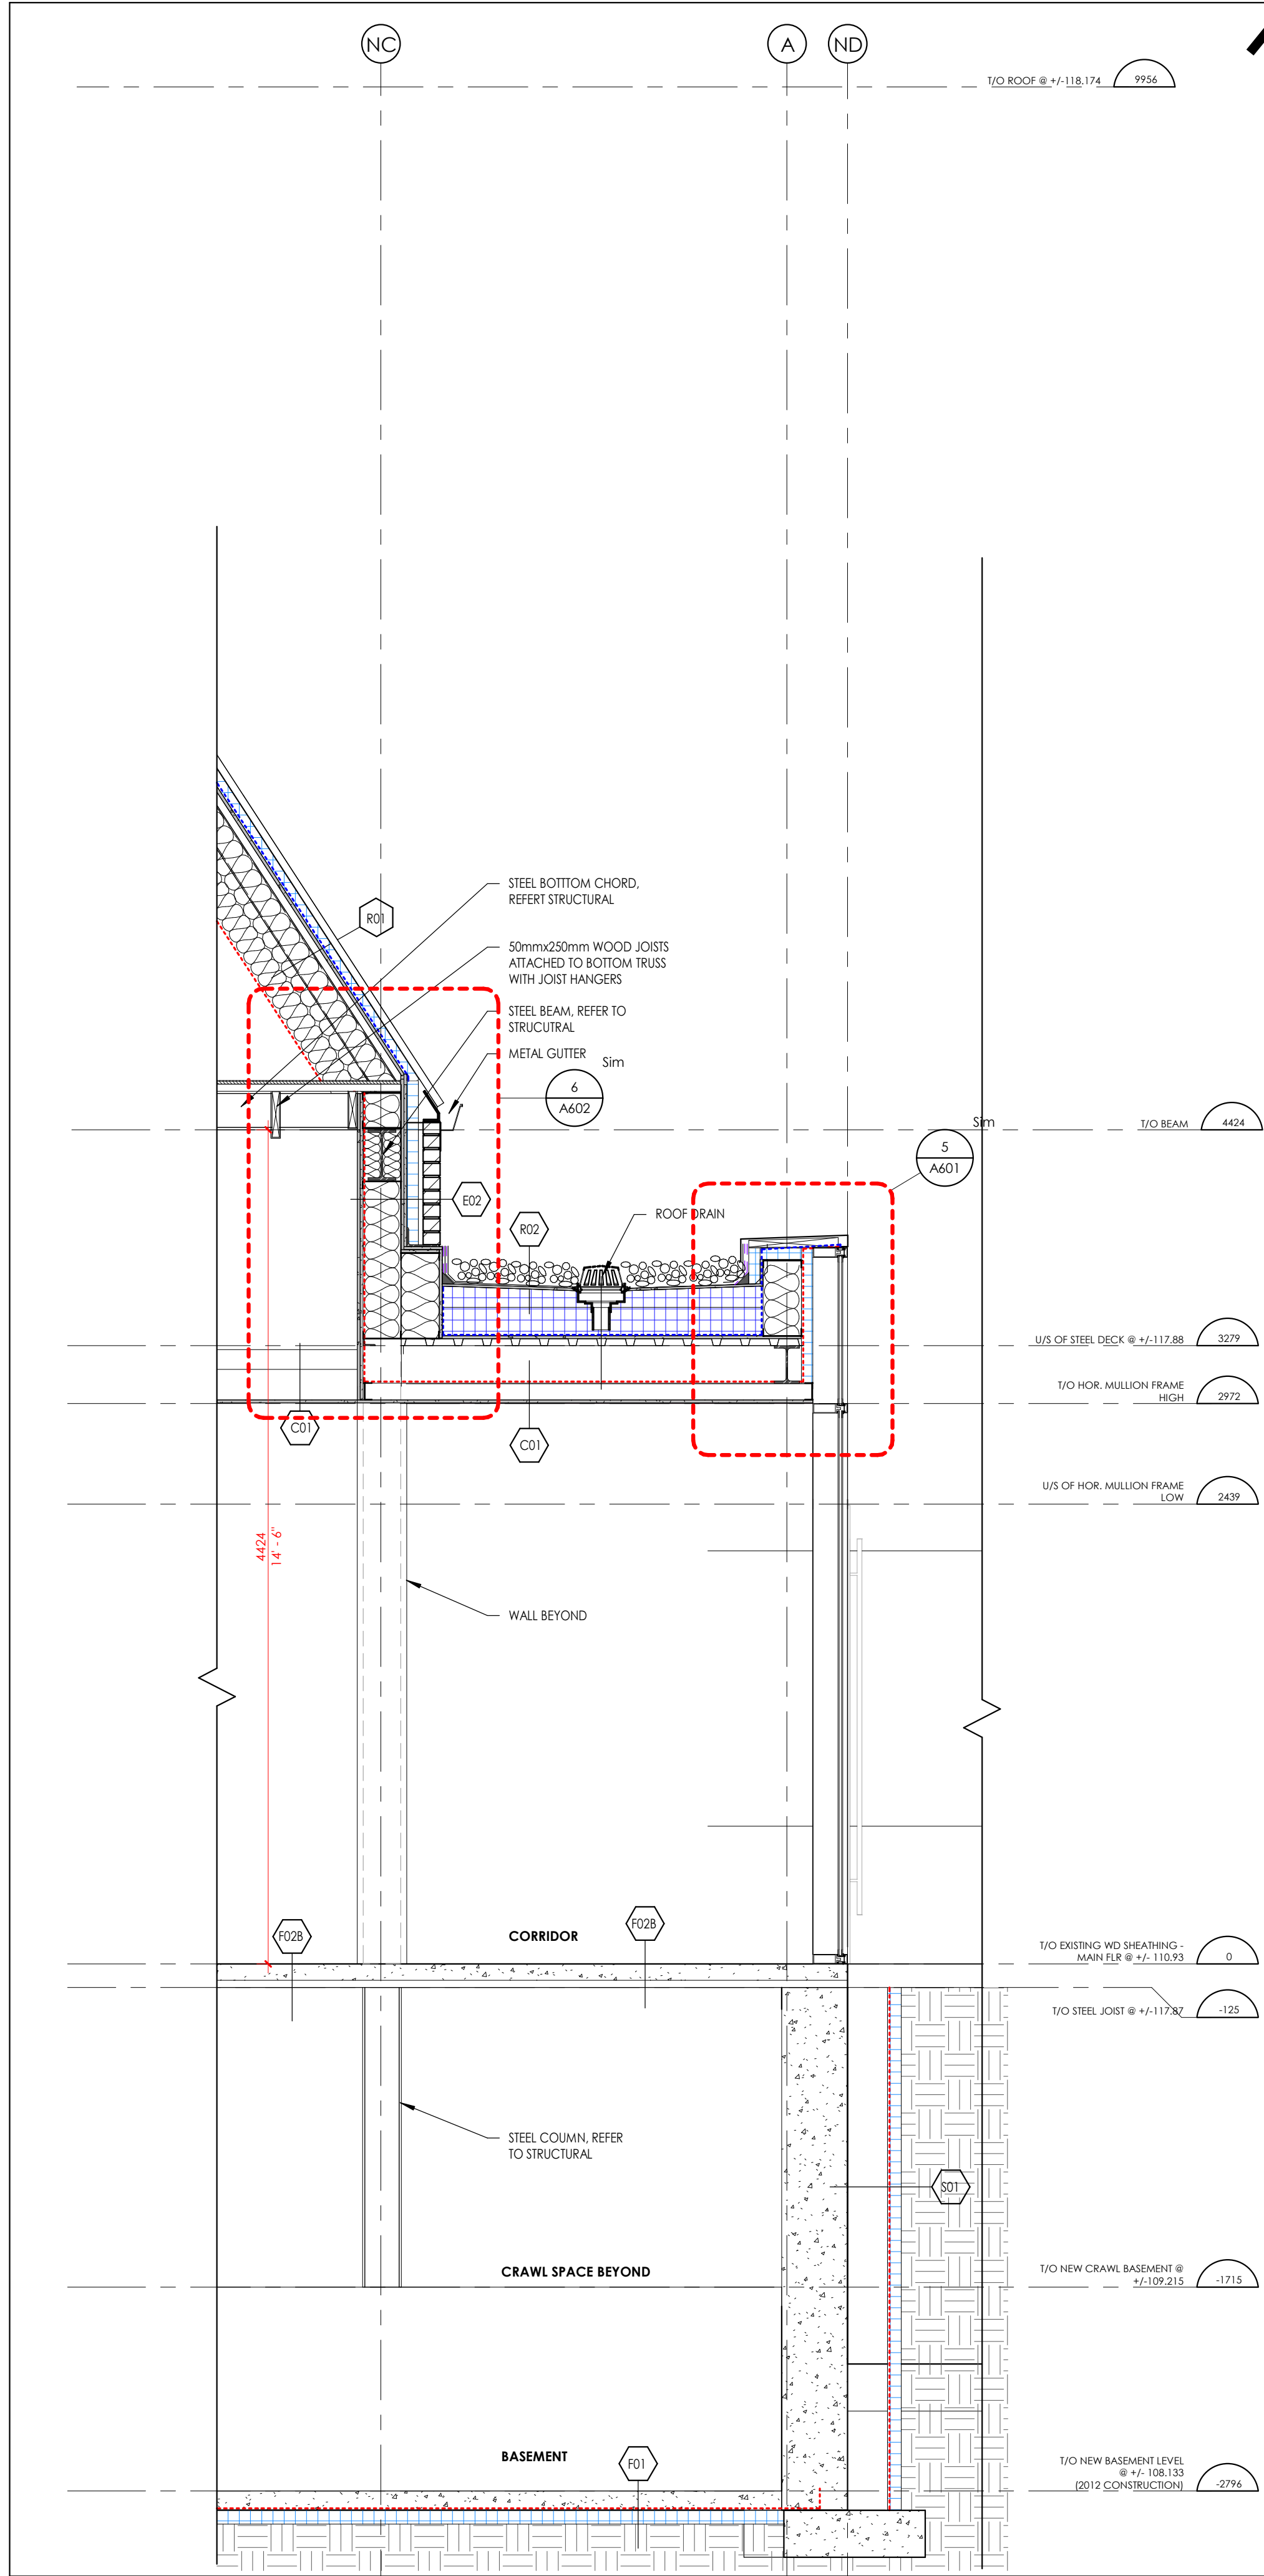 NC
A
ND
T/O ROOF @ +/-118.174
9956
STEEL BOTTTOM CHORD,
REFERT STRUCTURAL
R01
50mmx250mm WOOD JOISTS
ATTACHED TO BOTTOM TRUSS
WITH JOIST HANGERS
STEEL BEAM, REFER TO
STRUCUTRAL
METAL GUTTER
Sim
6
A602
Sim
T/O BEAM
4424
5
A601
E02
R02
ROOF DRAIN
U/S OF STEEL DECK @ +/-117.88
3279
T/O HOR. MULLION FRAME
HIGH
2972
C01
C01
U/S OF HOR. MULLION FRAME
LOW
2439
4424
14' - 6"
WALL BEYOND
F02B
F02B
CORRIDOR
T/O EXISTING WD SHEATHING -
MAIN FLR @ +/- 110.93
0
T/O STEEL JOIST @ +/-117.87
-125
STEEL COUMN, REFER
TO STRUCTURAL
S01
CRAWL SPACE BEYOND
T/O NEW CRAWL BASEMENT @
+/-109.215
-1715
BASEMENT
F01
T/O NEW BASEMENT LEVEL
@ +/- 108.133
(2012 CONSTRUCTION)
-2796